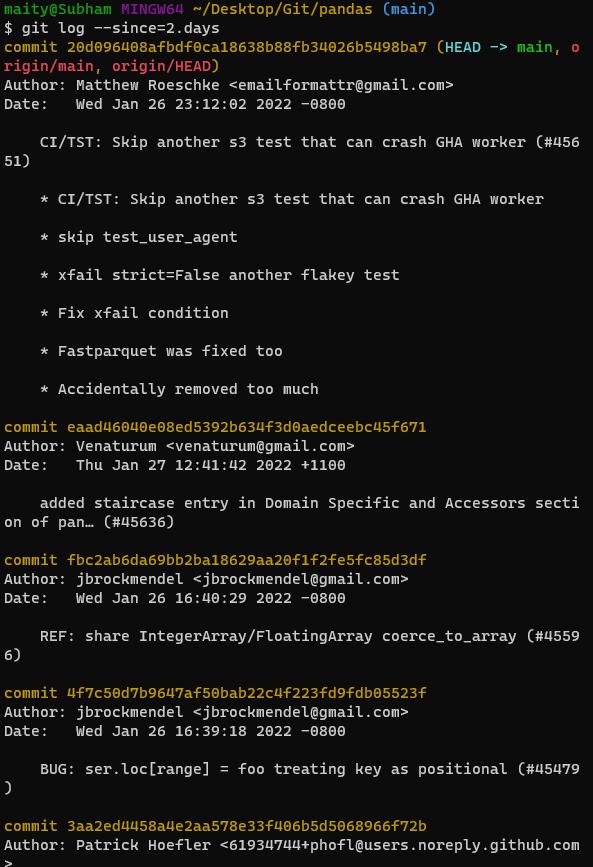 maity@Subham MINGW64 ~/Desktop/Git/pandas (main)
$ git log --since=2.days
commit 20d096408afbdf0ca18638b88fb34026b5498ba7 (HEAD -> main, o
rigin/main, origin/HEAD)
Author: Matthew Roeschke <emailformattr@gmail.com>
Date:   Wed Jan 26 23:12:02 2022 -0800

    CI/TST: Skip another s3 test that can crash GHA worker (#456
51)

    * CI/TST: Skip another s3 test that can crash GHA worker

    * skip test_user_agent

    * xfail strict=False another flakey test

    * Fix xfail condition

    * Fastparquet was fixed too

    * Accidentally removed too much

commit eaad46040e08ed5392b634f3d0aedceebc45f671
Author: Venaturum <venaturum@gmail.com>
Date:   Thu Jan 27 12:41:42 2022 +1100

    added staircase entry in Domain Specific and Accessors secti
on of pan… (#45636)

commit fbc2ab6da69bb2ba18629aa20f1f2fe5fc85d3df
Author: jbrockmendel <jbrockmendel@gmail.com>
Date:   Wed Jan 26 16:40:29 2022 -0800

    REF: share IntegerArray/FloatingArray coerce_to_array (#4559
6)

commit 4f7c50d7b9647af50bab22c4f223fd9fdb05523f
Author: jbrockmendel <jbrockmendel@gmail.com>
Date:   Wed Jan 26 16:39:18 2022 -0800

    BUG: ser.loc[range] = foo treating key as positional (#45479
)

commit 3aa2ed4458a4e2aa578e33f406b5d5068966f72b
Author: Patrick Hoefler <61934744+phofl@users.noreply.github.com
>